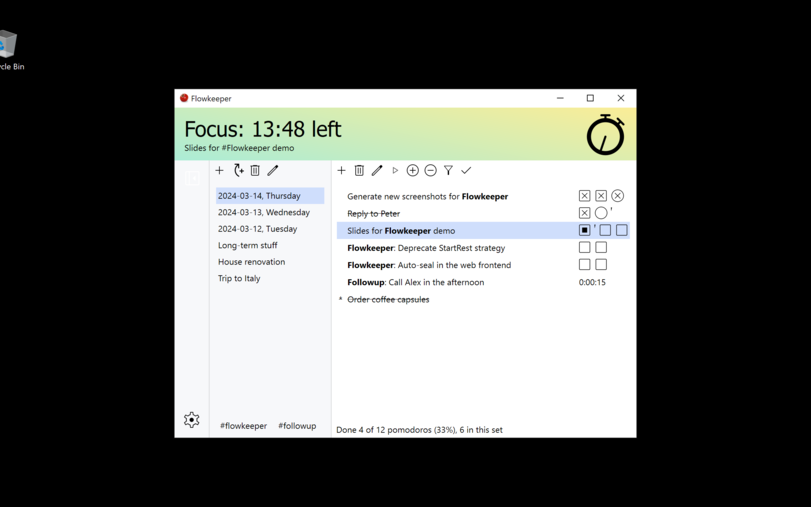 cle Bin
Flowkeeper
Focus: 13:48 left
Slides for #Flowkeeper demo
2024-03-14, Thursday
2024-03-13, Wednesday
2024-03-12, Tuesday
Long-term stuff
House renovation
Trip to Italy
#flowkeeper #followup
Generate new screenshots for Flowkeeper
Reply to Peter '
Slides for Flowkeeper demo '
Flowkeeper: Deprecate StartRest strategy
Flowkeeper: Auto-seal in the web frontend
Followup: Call Alex in the afternoon 0:00:15
* Order coffee capsules
Done 4 of 12 pomodoros (33%), 6 in this set